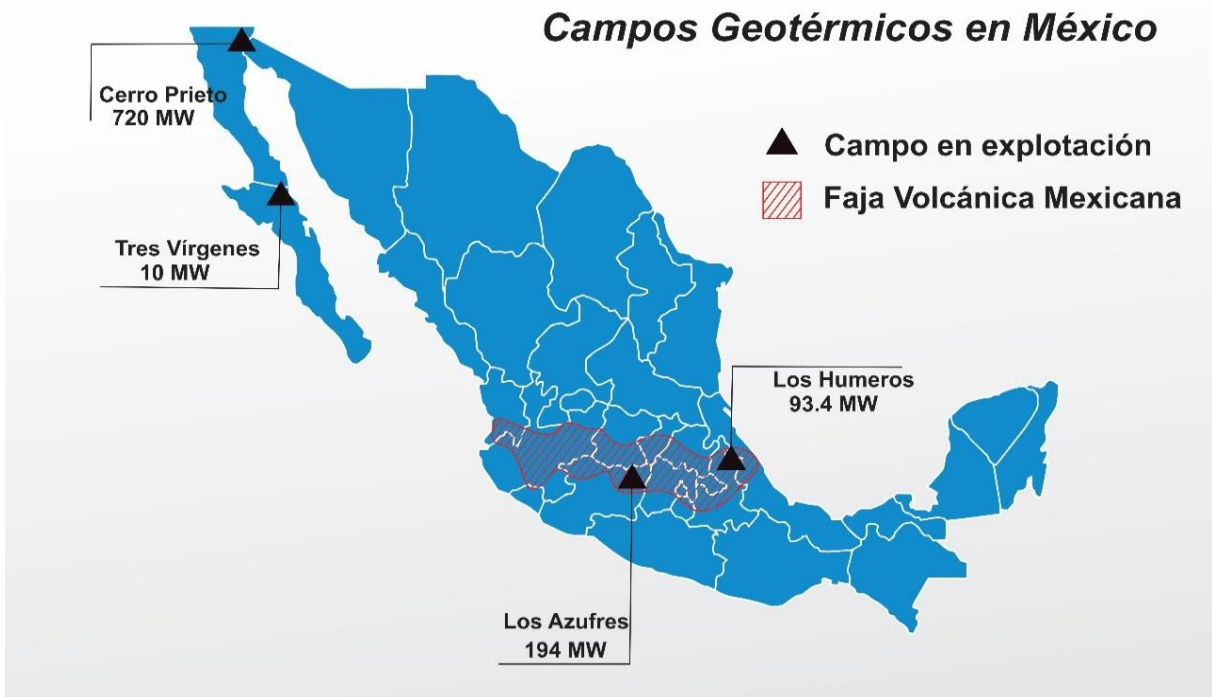 Campos Geotérmicos en México
Cerro Prieto
720 MW
Campo en explotación
Faja Volcánica Mexicana
Tres Vírgenes
10 MW
Los Humeros
93.4 MW
Los Azufres
194 MW